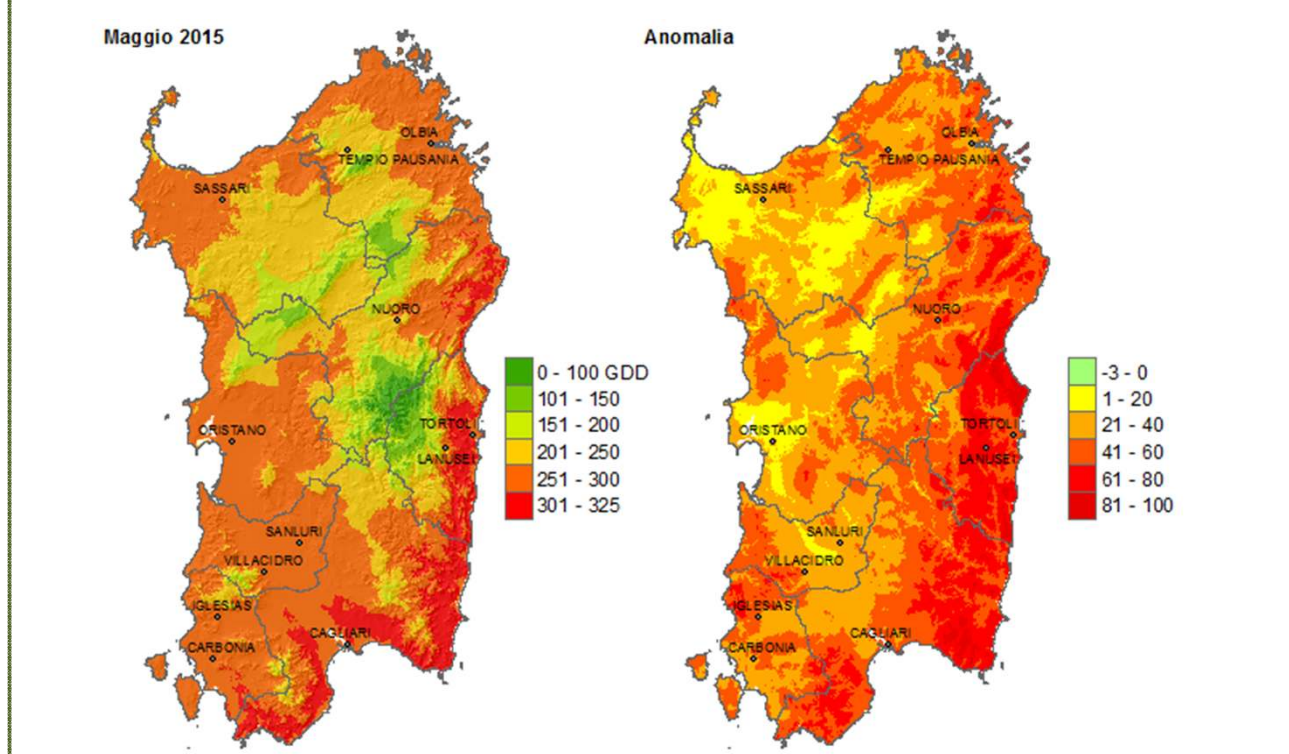 Maggio 2015
OLBIA
TEMPIO PAUSANIA
SASSARI
NUORO
ORISTANO
TORTOLI
LANUSEI
SANLURI
VILLACIDRO
IGLESIAS
CAGLIARI
CARBONIA
0 - 100 GDD
101 - 150
151 - 200
201 - 250
251 - 300
301 - 325
Anomalia
OLBIA
TEMPIO PAUSANIA
SASSARI
NUORO
ORISTANO
TORTOLI
LANUSEI
SANLURI
VILLACIDRO
IGLESIAS
CAGLIARI
CARBONIA
-3 - 0
1 - 20
21 - 40
41 - 60
61 - 80
81 - 100